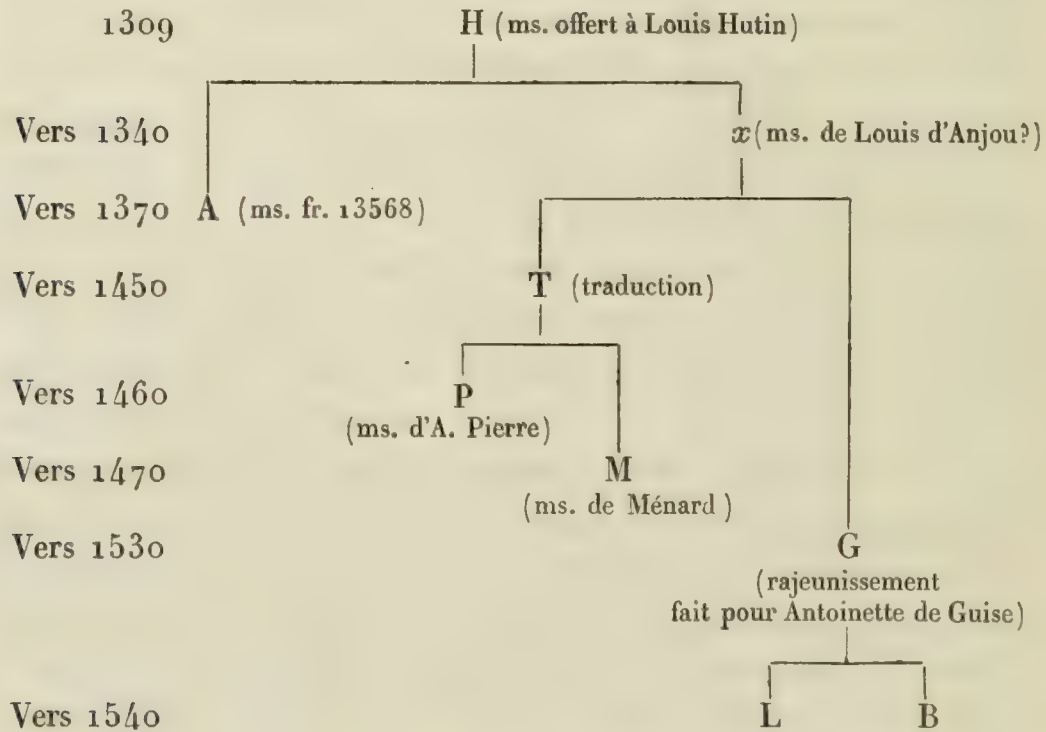 1309 H (ms. offert à Louis Hutin)
Vers 1340 x (ms. de Louis d'Anjou?)
Vers 1370 A (ms. fr. 13568)
Vers 1450 T (traduction)
Vers 1460 P
(ms. d'A. Pierre)
Vers 1470 M
(ms. de Ménard)
Vers 1530 G
(rajeunissement
fait pour Antoinette de Guise)
Vers 1540 L B